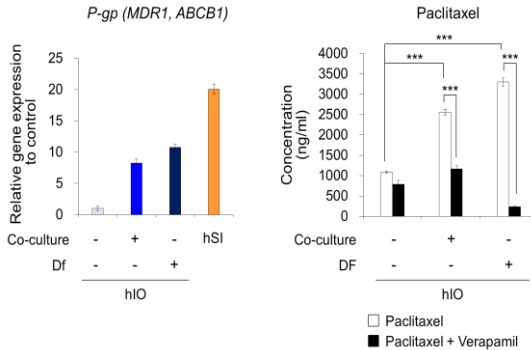 P-gp (MDR1, ABCB1)
Relative gene expression
to control
25
20
15
10
5
0
Co-culture - + - hSI
Df - - +
hIO
Paclitaxel
Concentration
(ng/ml)
4000
3500
3000
2500
2000
1500
1000
500
0
***
*** ***
***
Co-culture - + -
DF - - +
hIO
Paclitaxel
Paclitaxel + Verapamil